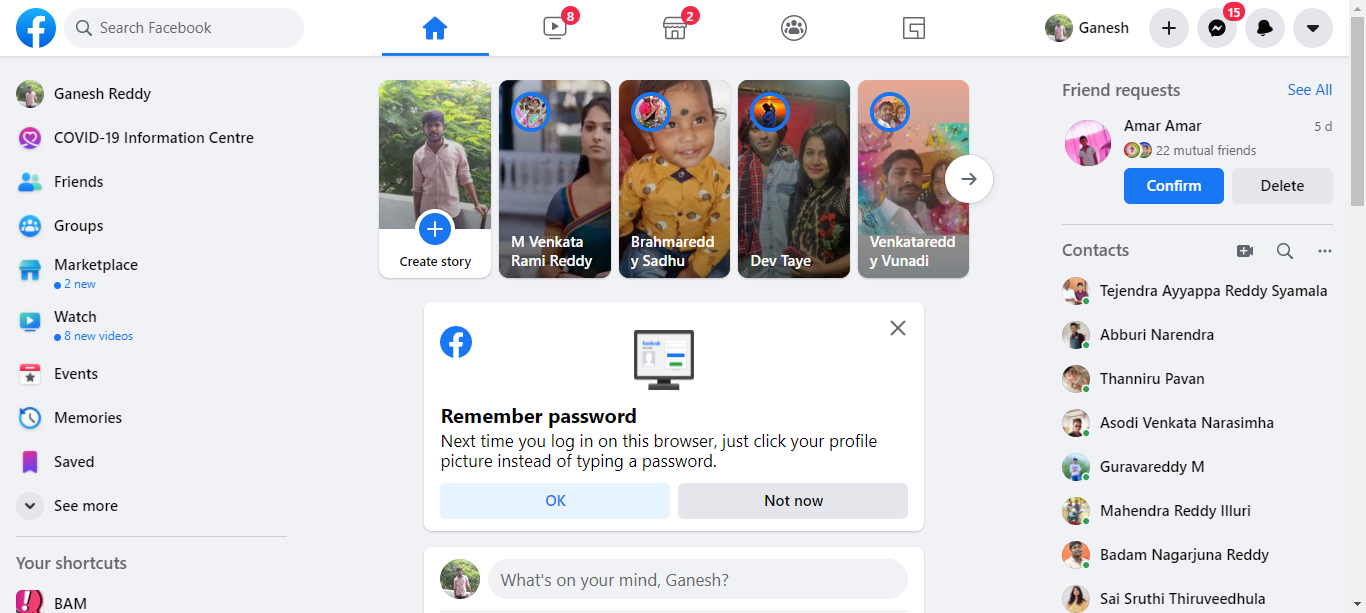 Search Facebook
8
2
Ganesh
15
Ganesh Reddy
COVID-19 Information Centre
Friends
Groups
Marketplace
2 new
Watch
8 new videos
Events
Memories
Saved
See more
Your shortcuts
BAM
Create story
M Venkata
Rami Reddy
Brahmaredd
y Sadhu
Dev Taye
Venkataredd
y Vunadi
facebook
Remember password
Next time you log in on this browser, just click your profile
picture instead of typing a password.
OK
Not now
What's on your mind, Ganesh?
Friend requests
See All
Amar Amar
5 d
22 mutual friends
Confirm
Delete
Contacts
Tejendra Ayyappa Reddy Syamala
Abburi Narendra
Thanniru Pavan
Asodi Venkata Narasimha
Guravareddy M
Mahendra Reddy Illuri
Badam Nagarjuna Reddy
Sai Sruthi Thiruveedhula